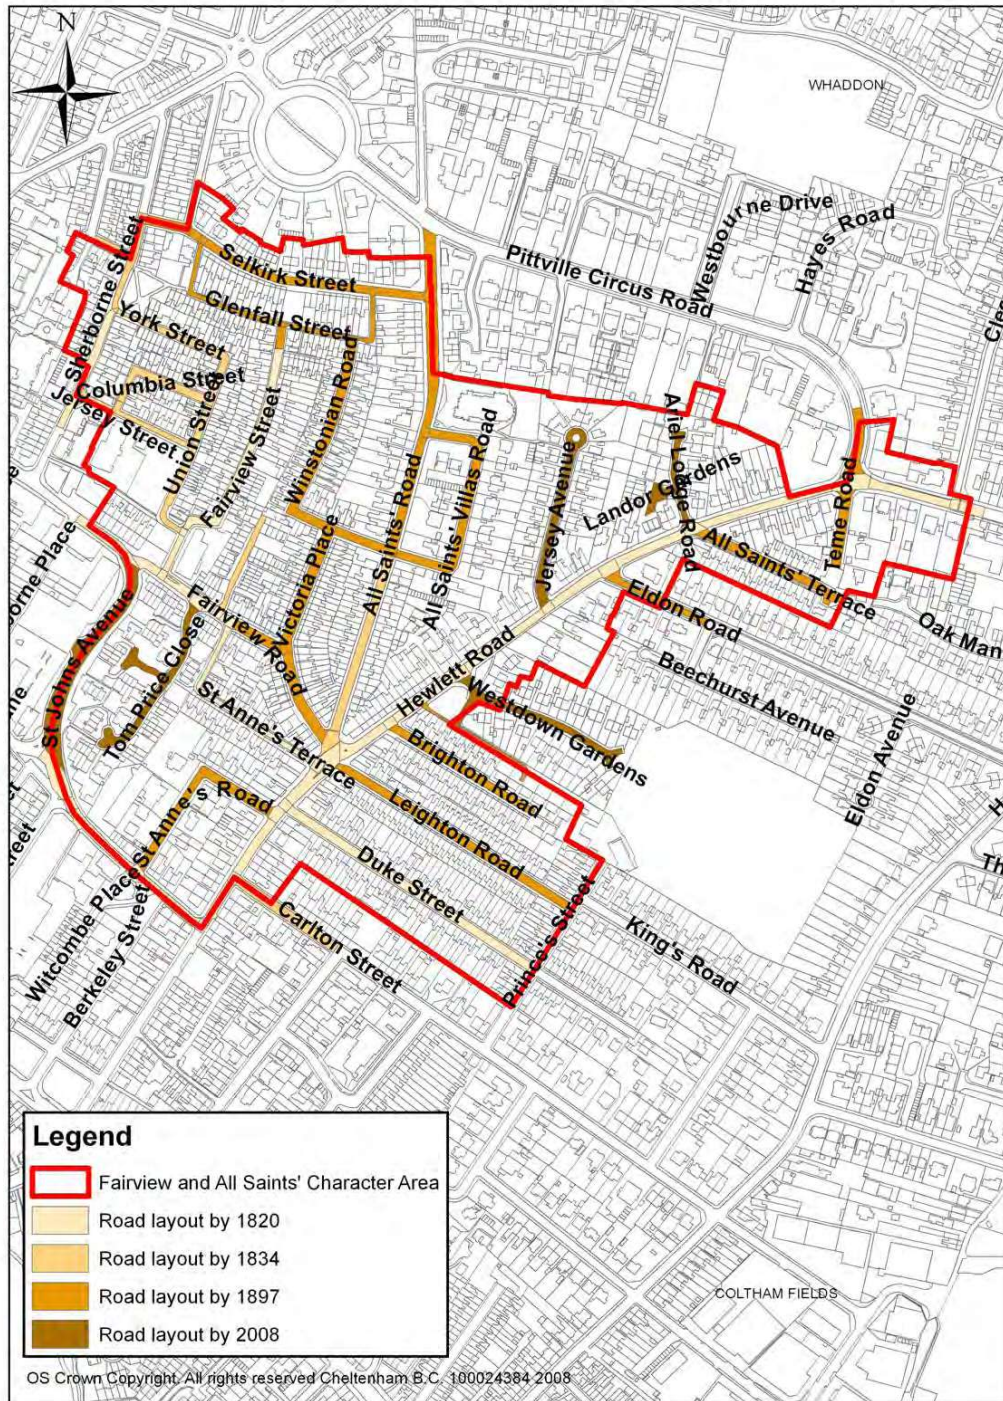 N
WHADDON
Westbourne Drive
Hayes Road
Pittville Circus Road
Sherborne Street
Selkirk Street
Glenfall Street
York Street
Columbia Street
Jersey Street
Union Street
Fairview Street
Winstonian Road
All Saints' Road
All Saints' Villas Road
Jersey Avenue
Ariel Lodge Road
Landor Gardens
All Saints' Terrace
Teme Road
Oak Man
Victoria Place
Fairview Road
Hewlett Road
Eldon Road
Beechurst Avenue
Eldon Avenue
orne Place
St Johns Avenue
Tom Price Close
St Anne's Terrace
Westdown Gardens
Brighton Road
Leighton Road
St Anne's Road
Duke Street
Prince's Street
King's Road
Carlton Street
Witcombe Place
Berkeley Street
Th
Legend
Fairview and All Saints' Character Area
Road layout by 1820
Road layout by 1834
Road layout by 1897
Road layout by 2008
COLTHAM FIELDS
OS Crown Copyright. All rights reserved Cheltenham B.C. 100024384 2008